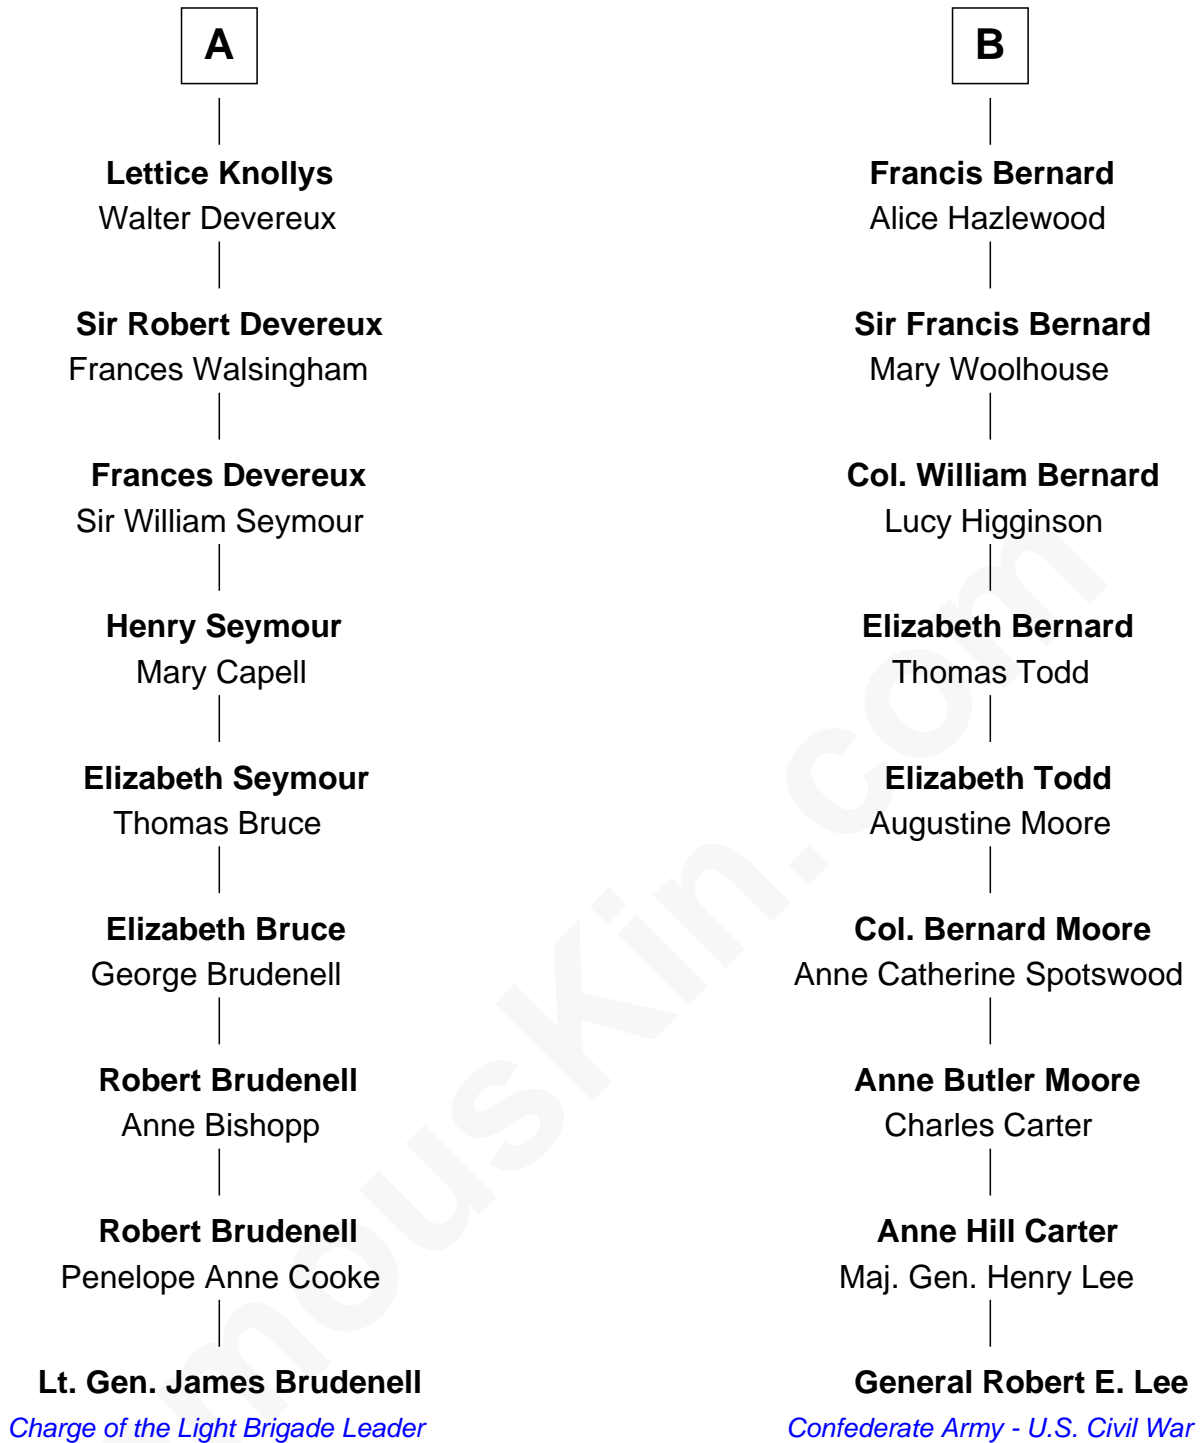 A
Lettice Knollys
Walter Devereux
Sir Robert Devereux
Frances Walsingham
Frances Devereux
Sir William Seymour
Henry Seymour
Mary Capell
Elizabeth Seymour
Thomas Bruce
Elizabeth Bruce
George Brudenell
Robert Brudenell
Anne Bishopp
Robert Brudenell
Penelope Anne Cooke
Lt. Gen. James Brudenell
Charge of the Light Brigade Leader
B
Francis Bernard
Alice Hazlewood
Sir Francis Bernard
Mary Woolhouse
Col. William Bernard
Lucy Higginson
Elizabeth Bernard
Thomas Todd
Elizabeth Todd
Augustine Moore
Col. Bernard Moore
Anne Catherine Spotswood
Anne Butler Moore
Charles Carter
Anne Hill Carter
Maj. Gen. Henry Lee
General Robert E. Lee
Confederate Army - U.S. Civil War
mousKin.com